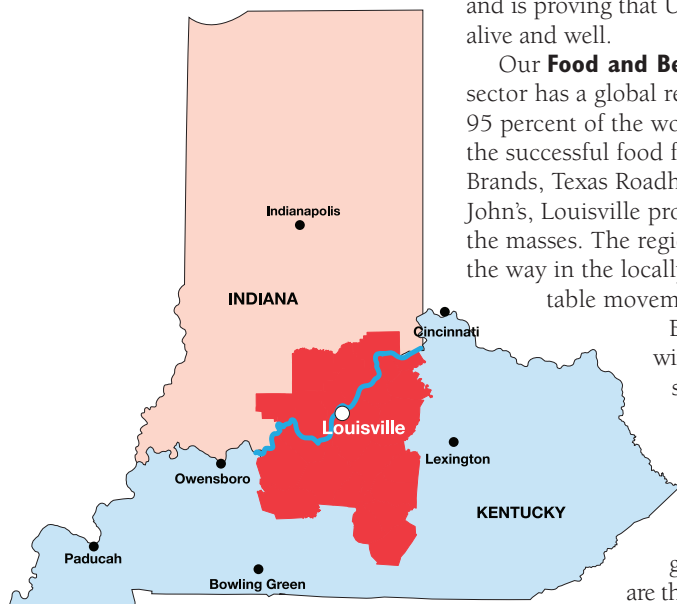 and is proving that U
alive and well.
Our Food and Be
sector has a global re
95 percent of the wo
the successful food f
Brands, Texas Roadh
John's, Louisville pro
the masses. The regi
the way in the locally
table movem
E
wi
s
g
are th
Indianapolis
INDIANA
Cincinnati
Louisville
Lexington
Owensboro
KENTUCKY
Paducah
Bowling Green